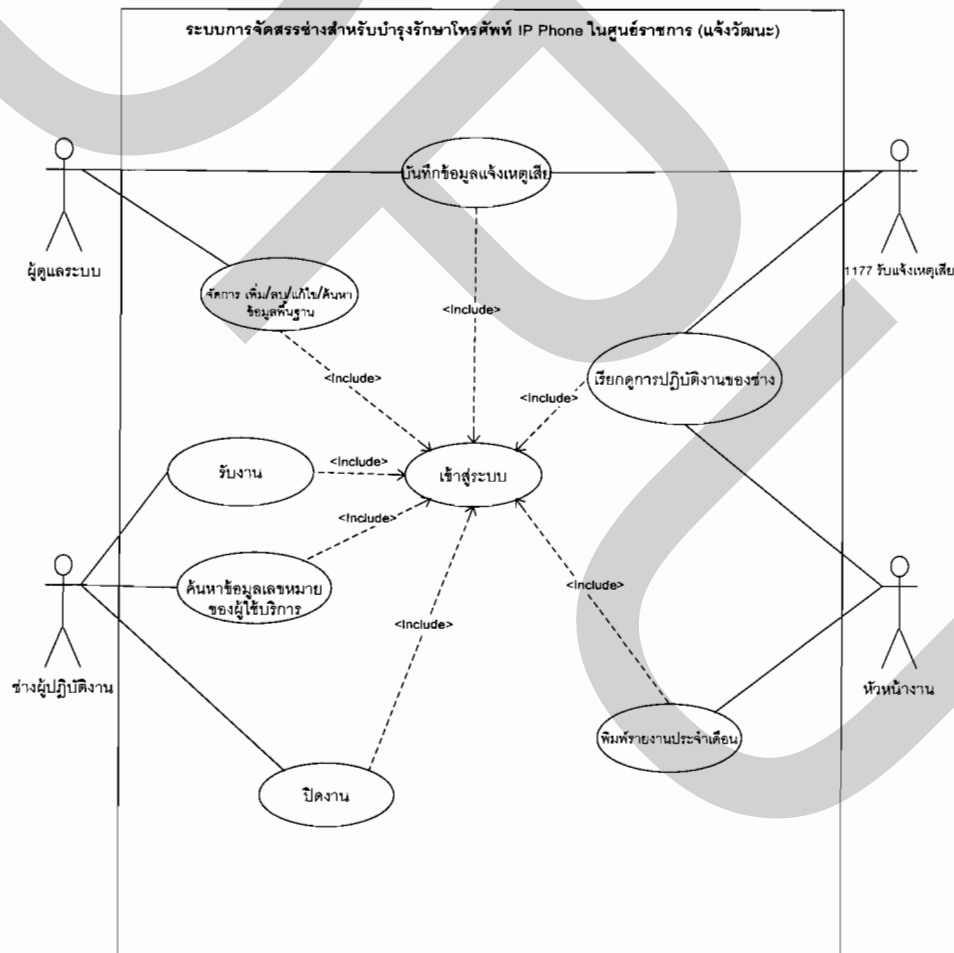 ระบบการจัดสรรช่างสำหรับบำรุงรักษาโทรศัพท์ IP Phone ในศูนย์ราชการ (แจ้งวัฒนะ)
บันทึกข้อมูลแจ้งเหตุเสีย
ผู้ดูแลระบบ
1177 รับแจ้งเหตุเสีย
จัดการ เพิ่ม/ลบ/แก้ไข/ค้นหา
ข้อมูลพื้นฐาน
<Include>
<Include>
เรียกดูการปฏิบัติงานของช่าง
<Include>
รับงาน
<Include>
เข้าสู่ระบบ
<Include>
ค้นหาข้อมูลเลขหมาย
ของผู้ใช้บริการ
<Include>
<Include>
ช่างผู้ปฏิบัติงาน
หัวหน้างาน
พิมพ์รายงานประจำเดือน
ปิดงาน